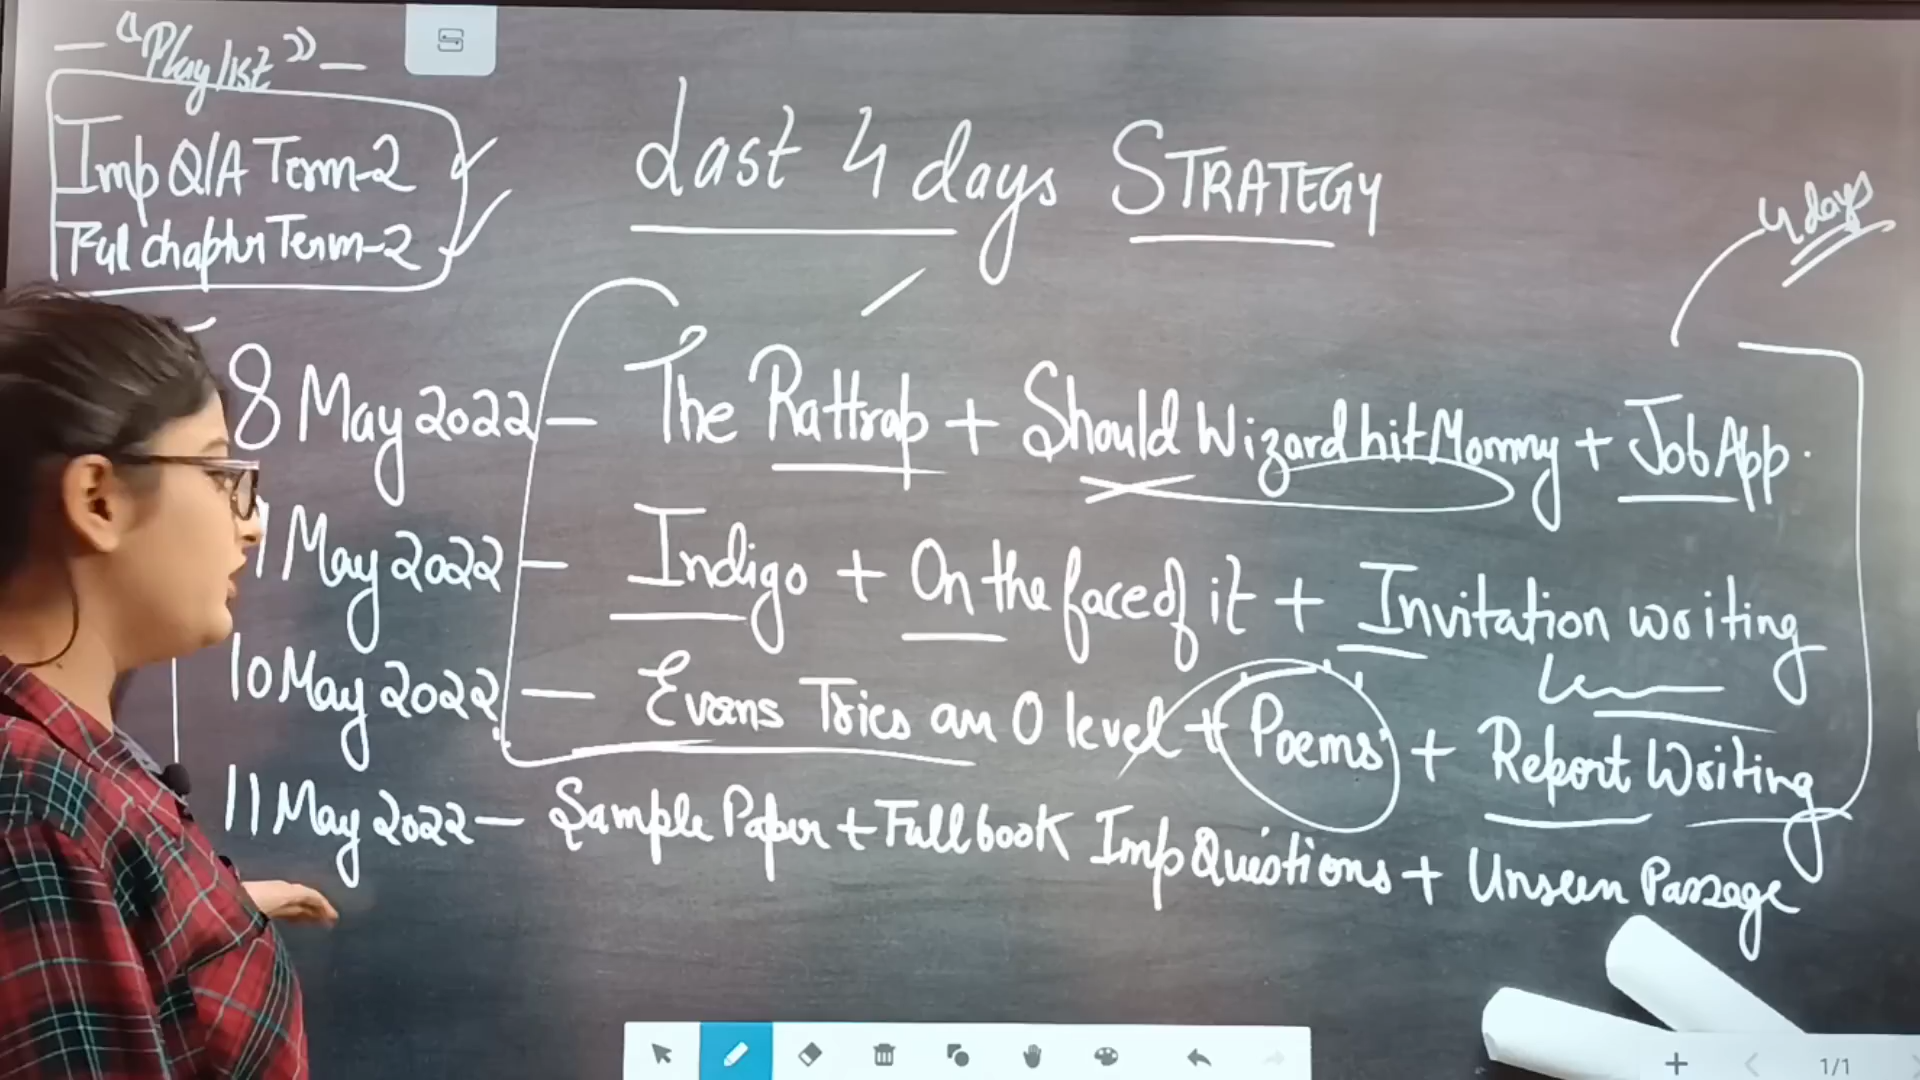 "Playlist"
Imp Q/A Term-2
Full chapter Term-2
Last 4 days STRATEGY
4 days
8 May 2022 - The Rattrap + Should Wizard hit Mommy + Job App.
May 2022 - Indigo + On the face of it + Invitation writing
10 May 2022 - Evans Tries an O level + Poems + Report Writing
11 May 2022 - Sample Paper + Full book Imp Questions + Unseen Passage
1/1